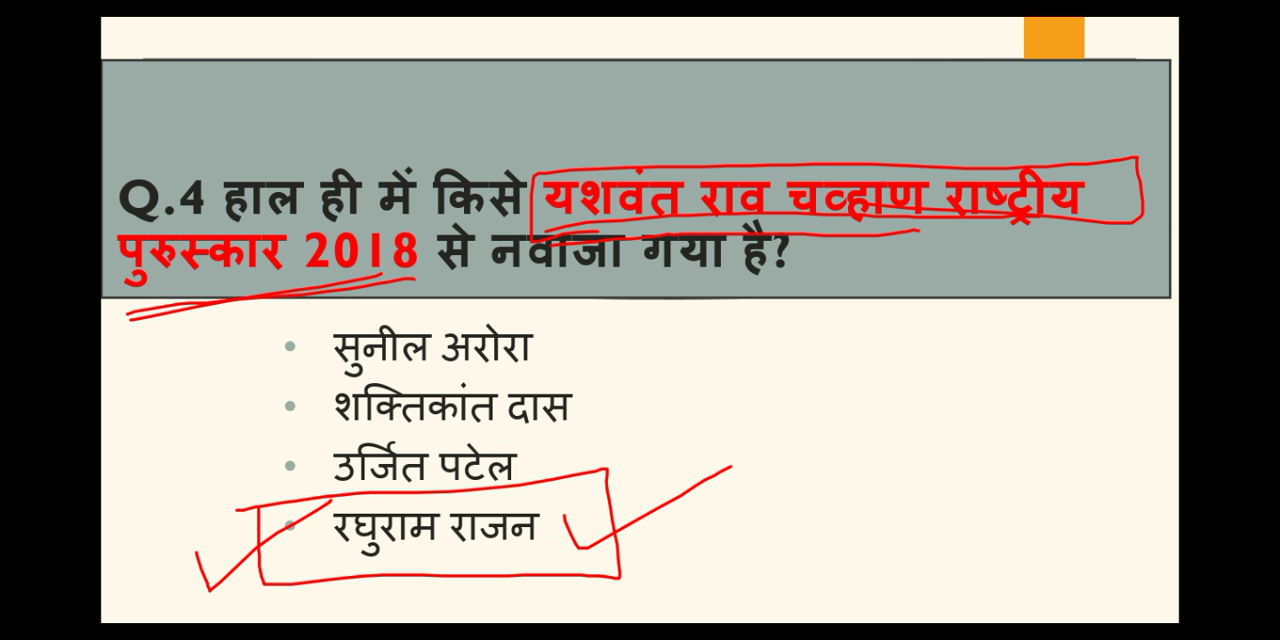 Q.4 हाल ही में किसे यशवंत राव चव्हाण राष्ट्रीय
पुरुस्कार 2018 से नवाजा गया है?
सुनील अरोरा
शक्तिकांत दास
उर्जित पटेल
रघुराम राजन